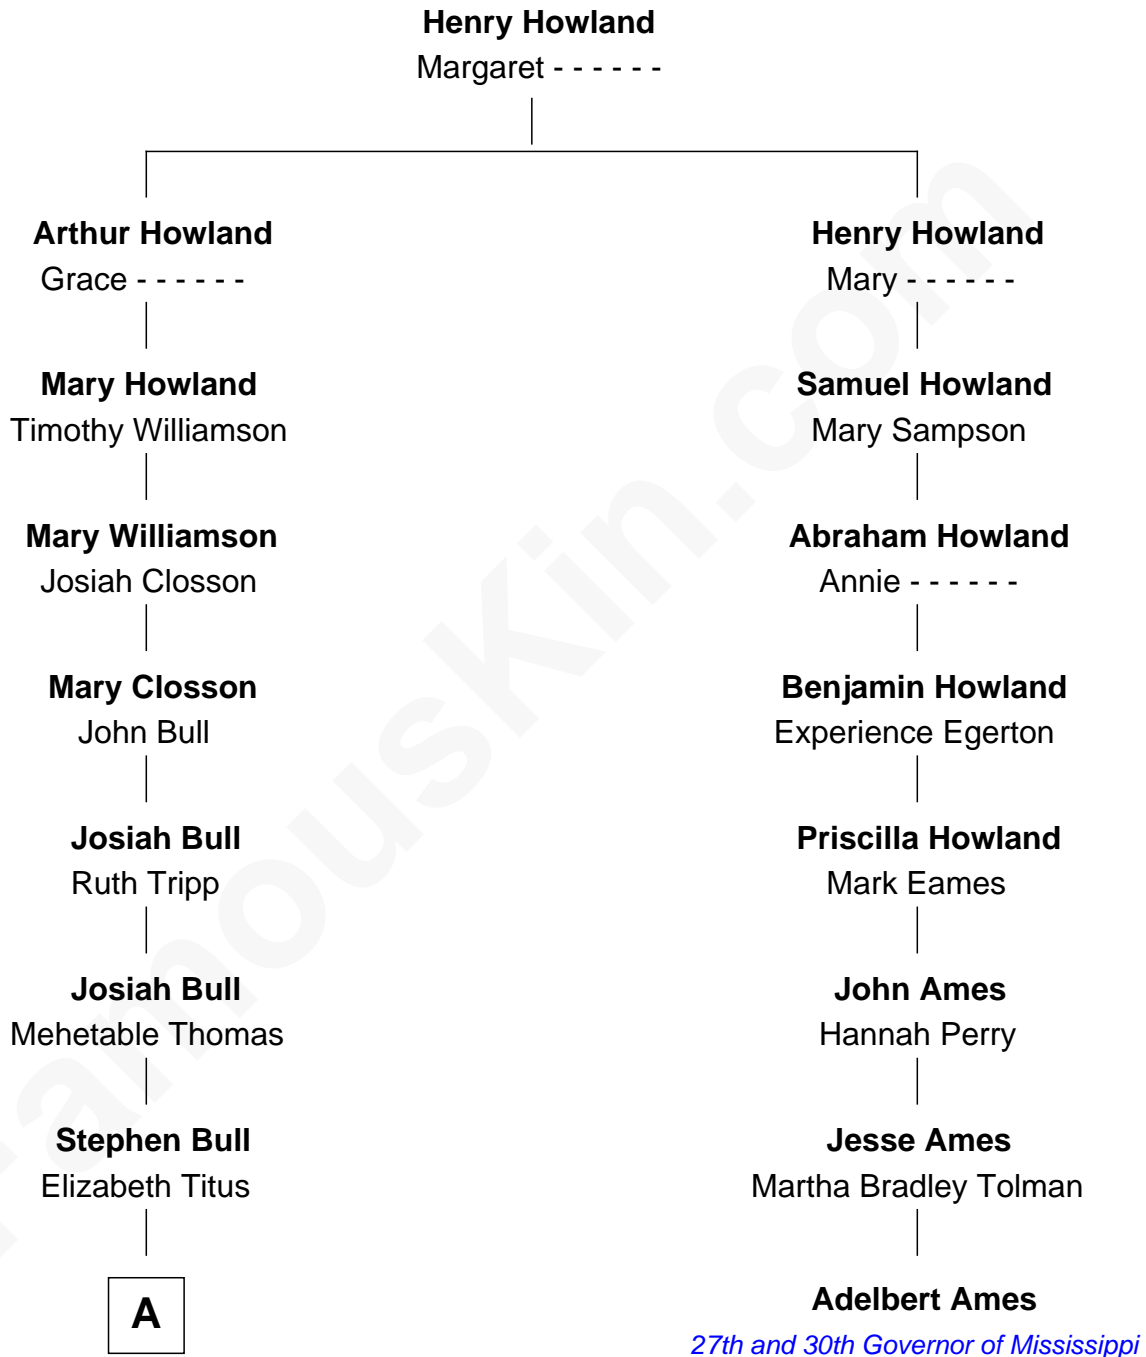 Henry Howland
Margaret - - - - - -
Arthur Howland
Grace - - - - - -
Henry Howland
Mary - - - - - -
Mary Howland
Timothy Williamson
Samuel Howland
Mary Sampson
Mary Williamson
Josiah Closson
Abraham Howland
Annie - - - - - -
Mary Closson
John Bull
Benjamin Howland
Experience Egerton
Josiah Bull
Ruth Tripp
Priscilla Howland
Mark Eames
Josiah Bull
Mehetable Thomas
John Ames
Hannah Perry
Stephen Bull
Elizabeth Titus
Jesse Ames
Martha Bradley Tolman
A
Adelbert Ames
27th and 30th Governor of Mississippi
FamousKin.com